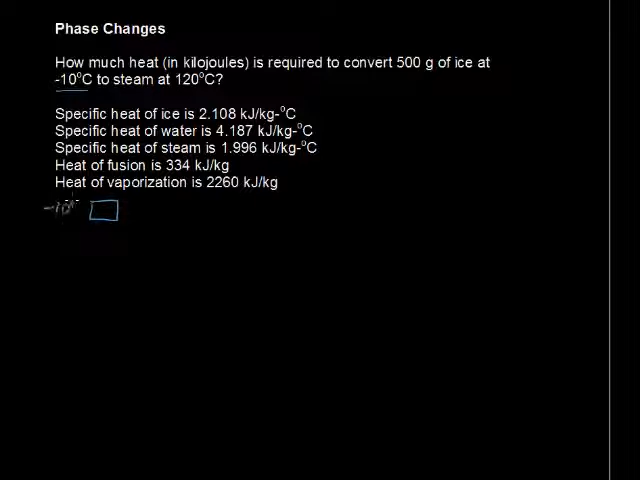 Phase Changes
How much heat (in kilojoules) is required to convert 500 g of ice at
-10°C to steam at 120°C?
Specific heat of ice is 2.108 kJ/kg-°C
Specific heat of water is 4.187 kJ/kg-°C
Specific heat of steam is 1.996 kJ/kg-°C
Heat of fusion is 334 kJ/kg
Heat of vaporization is 2260 kJ/kg
-10°